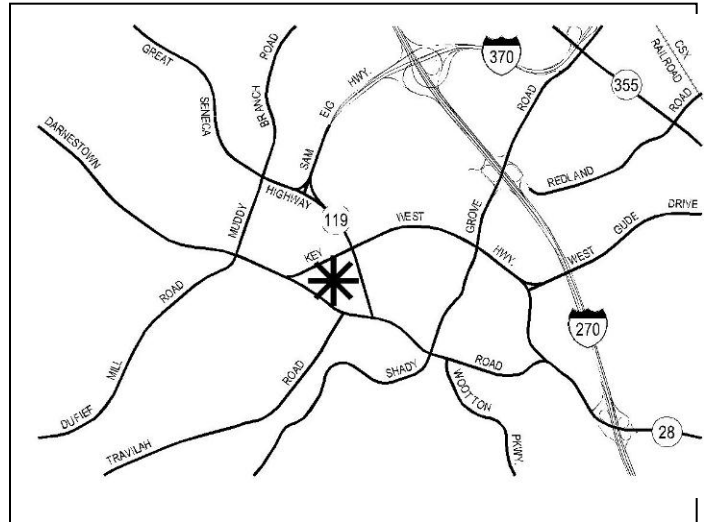 GREAT
SENECA
HIGHWAY
MUDDY
BRANCH
ROAD
SAM
EIG
HWY.
370
CSX
RAILROAD
355
REDLAND
ROAD
DARNESTOWN
ROAD
119
KEY
WEST
HWY.
SHADY
GROVE
ROAD
WEST
GUDE
DRIVE
270
DUFIEF
MILL
ROAD
TRAVILAH
ROAD
WOOTTON
PKWY.
28